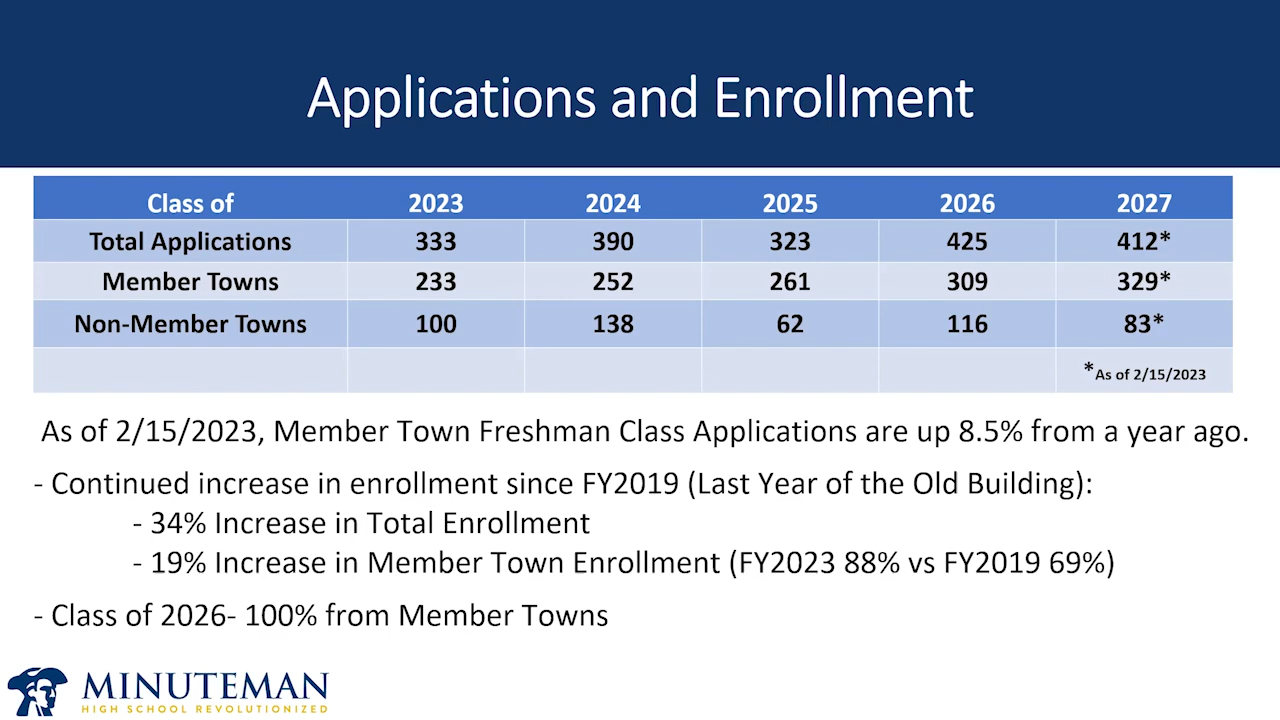 Applications and Enrollment
Class of 2023 2024 2025 2026 2027
Total Applications 333 390 323 425 412*
Member Towns 233 252 261 309 329*
Non-Member Towns 100 138 62 116 83*
*As of 2/15/2023
As of 2/15/2023, Member Town Freshman Class Applications are up 8.5% from a year ago.
- Continued increase in enrollment since FY2019 (Last Year of the Old Building):
- 34% Increase in Total Enrollment
- 19% Increase in Member Town Enrollment (FY2023 88% vs FY2019 69%)
- Class of 2026- 100% from Member Towns
MINUTEMAN
HIGH SCHOOL REVOLUTIONIZED